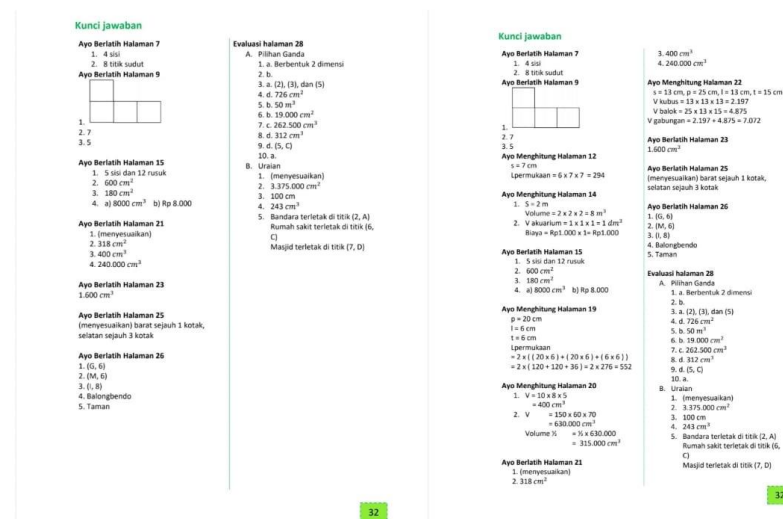 Kunci jawaban
Ayo Berlatih Halaman 7
1. 4 sisi
2. 8 titik sudut
Ayo Berlatih Halaman 9
1.
2. 7
3. 5
Ayo Berlatih Halaman 15
1. 5 sisi dan 12 rusuk
2. 600 cm²
3. 180 cm²
4. a) 8000 cm³ b) Rp 8.000
Ayo Berlatih Halaman 21
1. (menyesuaikan)
2. 318 cm²
3. 400 cm³
4. 240.000 cm³
Ayo Berlatih Halaman 23
1.600 cm³
Ayo Berlatih Halaman 25
(menyesuaikan) barat sejauh 1 kotak,
selatan sejauh 3 kotak
Ayo Berlatih Halaman 26
1. (G, 6)
2. (M, 6)
3. (I, 8)
4. Balongbendo
5. Taman
Evaluasi halaman 28
A. Pilihan Ganda
1. a. Berbentuk 2 dimensi
2. b.
3. a. (2), (3), dan (5)
4. d. 726 cm²
5. b. 50 m³
6. b. 19.000 cm²
7. c. 262.500 cm³
8. d. 312 cm³
9. d. (5, C)
10. a.
B. Uraian
1. (menyesuaikan)
2. 3.375.000 cm²
3. 100 cm
4. 243 cm³
5. Bandara terletak di titik (2, A)
Rumah sakit terletak di titik (6,
C)
Masjid terletak di titik (7, D)
32
Kunci jawaban
Ayo Berlatih Halaman 7
1. 4 sisi
2. 8 titik sudut
Ayo Berlatih Halaman 9
1.
2. 7
3. 5
Ayo Menghitung Halaman 12
s = 7 cm
Lpermukaan = 6 x 7 x 7 = 294
Ayo Menghitung Halaman 14
1. S = 2 m
Volume = 2 x 2 x 2 = 8 m³
2. V akuarium = 1 x 1 x 1 = 1 dm³
Biaya = Rp1.000 x 1= Rp1.000
Ayo Berlatih Halaman 15
1. 5 sisi dan 12 rusuk
2. 600 cm²
3. 180 cm²
4. a) 8000 cm³ b) Rp 8.000
Ayo Menghitung Halaman 19
p = 20 cm
l = 6 cm
t = 6 cm
Lpermukaan
= 2 x ( ( 20 x 6 ) + ( 20 x 6 ) + ( 6 x 6 ) )
= 2 x ( 120 + 120 + 36 ) = 2 x 276 = 552
Ayo Menghitung Halaman 20
1. V = 10 x 8 x 5
= 400 cm³
2. V = 150 x 60 x 70
= 630.000 cm³
Volume ½ = ½ x 630.000
= 315.000 cm³
Ayo Berlatih Halaman 21
1. (menyesuaikan)
2. 318 cm²
3. 400 cm³
4. 240.000 cm³
Ayo Menghitung Halaman 22
s = 13 cm, p = 25 cm, l = 13 cm, t = 15 cm
V kubus = 13 x 13 x 13 = 2.197
V balok = 25 x 13 x 15 = 4.875
V gabungan = 2.197 + 4.875 = 7.072
Ayo Berlatih Halaman 23
1.600 cm³
Ayo Berlatih Halaman 25
(menyesuaikan) barat sejauh 1 kotak,
selatan sejauh 3 kotak
Ayo Berlatih Halaman 26
1. (G, 6)
2. (M, 6)
3. (I, 8)
4. Balongbendo
5. Taman
Evaluasi halaman 28
A. Pilihan Ganda
1. a. Berbentuk 2 dimensi
2. b.
3. a. (2), (3), dan (5)
4. d. 726 cm²
5. b. 50 m³
6. b. 19.000 cm²
7. c. 262.500 cm³
8. d. 312 cm³
9. d. (5, C)
10. a.
B. Uraian
1. (menyesuaikan)
2. 3.375.000 cm²
3. 100 cm
4. 243 cm³
5. Bandara terletak di titik (2, A)
Rumah sakit terletak di titik (6,
C)
Masjid terletak di titik (7, D)
32